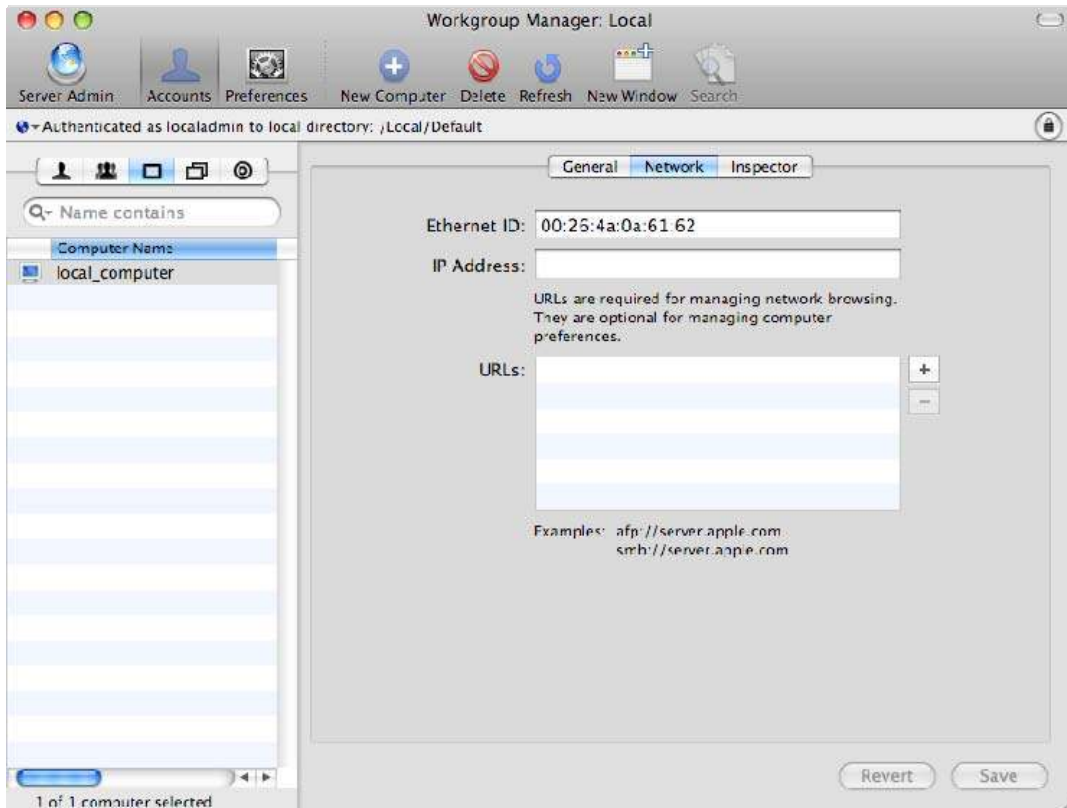 Workgroup Manager: Local
Server Admin Accounts Preferences New Computer Delete Refresh New Window Search
Authenticated as localadmin to local directory: /Local/Default
Name contains
Computer Name
local_computer
General Network Inspector
Ethernet ID: 00:26:4a:0a:61:62
IP Address:
URLs are required for managing network browsing.
They are optional for managing computer
preferences.
URLs:
+
−
Examples: afp://server.apple.com
smb://server.apple.com
Revert Save
1 of 1 computer selected